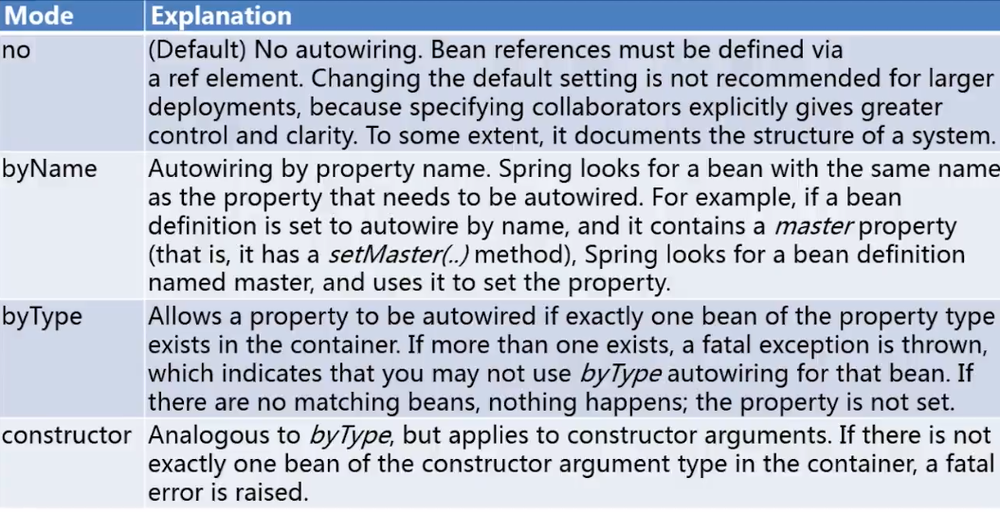 Mode Explanation
no (Default) No autowiring. Bean references must be defined via
a ref element. Changing the default setting is not recommended for larger
deployments, because specifying collaborators explicitly gives greater
control and clarity. To some extent, it documents the structure of a system.
byName Autowiring by property name. Spring looks for a bean with the same name
as the property that needs to be autowired. For example, if a bean
definition is set to autowire by name, and it contains a master property
(that is, it has a setMaster(..) method), Spring looks for a bean definition
named master, and uses it to set the property.
byType Allows a property to be autowired if exactly one bean of the property type
exists in the container. If more than one exists, a fatal exception is thrown,
which indicates that you may not use byType autowiring for that bean. If
there are no matching beans, nothing happens; the property is not set.
constructor Analogous to byType, but applies to constructor arguments. If there is not
exactly one bean of the constructor argument type in the container, a fatal
error is raised.